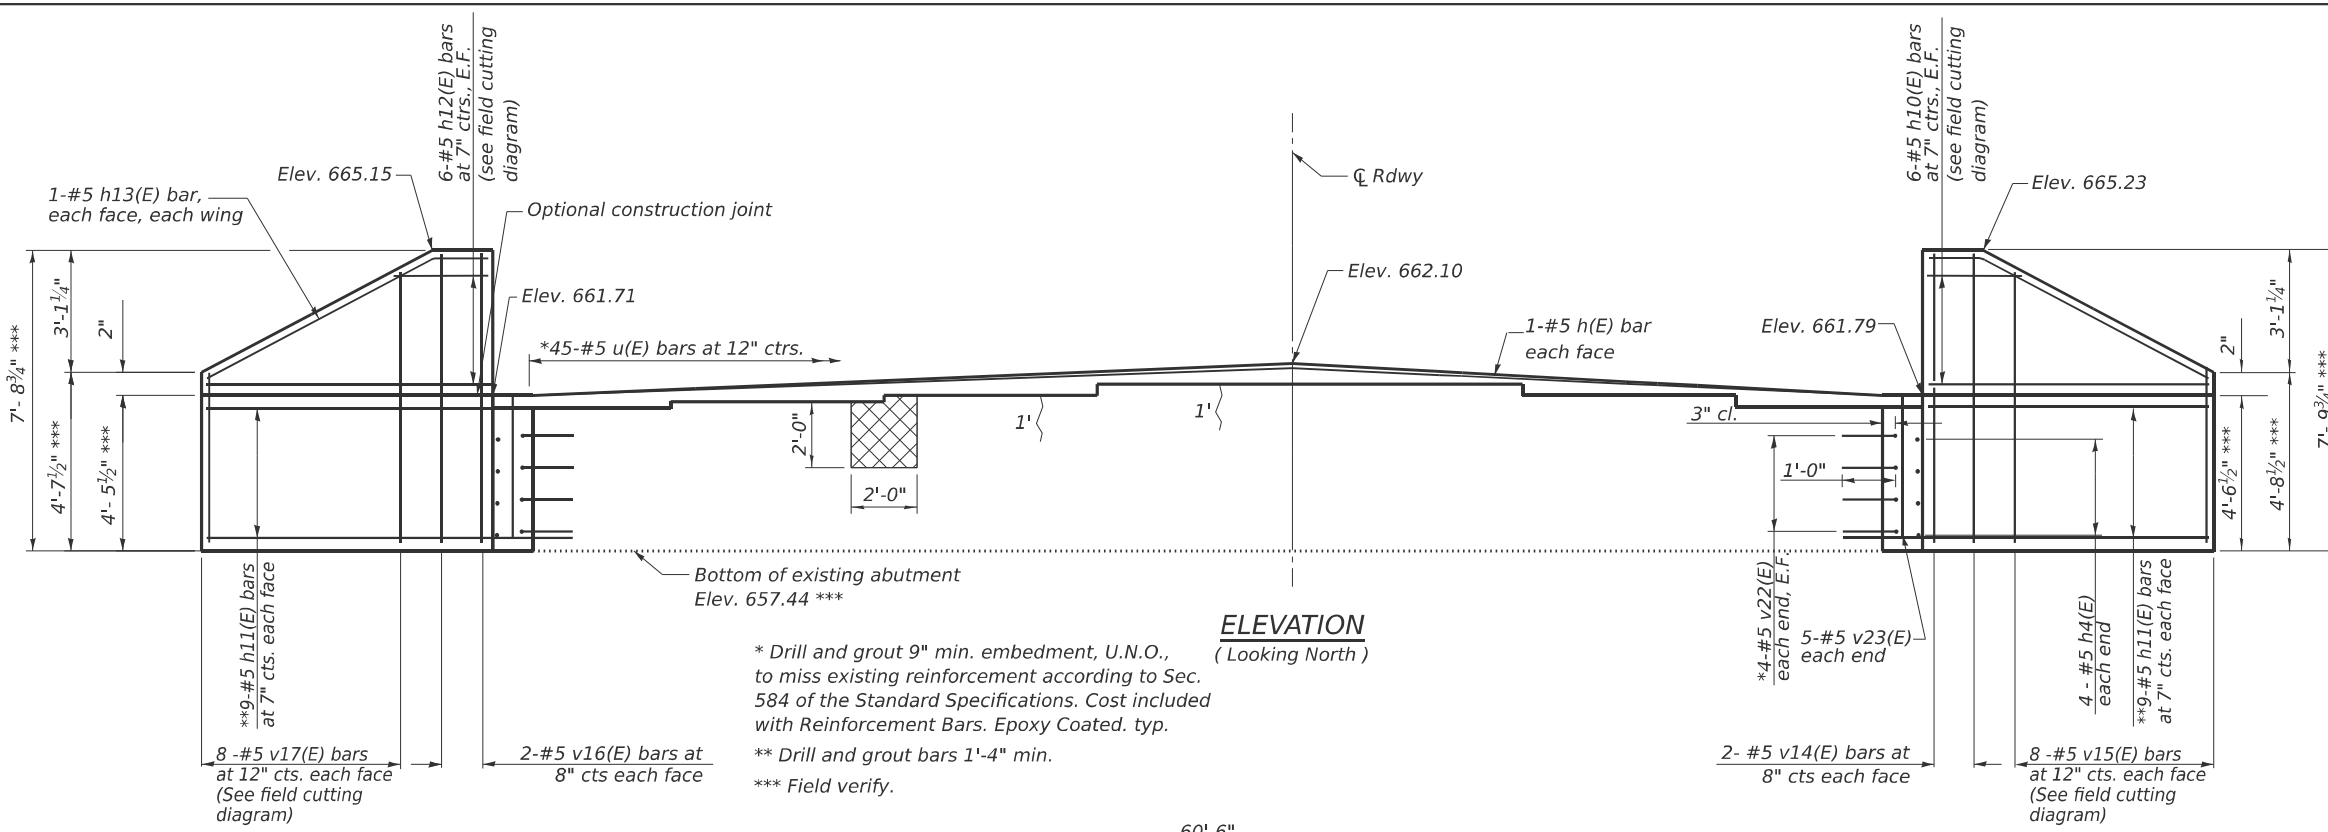 6-#5 h12(E) bars
at 7" ctrs., E.F.
(see field cutting
diagram)
6-#5 h10(E) bars
at 7" ctrs., E.F.
(see field cutting
diagram)
Elev. 665.15
1-#5 h13(E) bar,
each face, each wing
Optional construction joint
℄ Rdwy
Elev. 665.23
Elev. 661.71
Elev. 662.10
*45-#5 u(E) bars at 12" ctrs.
1-#5 h(E) bar
each face
Elev. 661.79
7'- 8¾" ***
3'-1¼"
2"
4'-7½" ***
4'- 5½" ***
2'-0"
2'-0"
1'
1'
3" cl.
1'-0"
2"
3'-1¼"
4'-6½" ***
4'-8½" ***
7'- 9¾" ***
Bottom of existing abutment
Elev. 657.44 ***
**9-#5 h11(E) bars
at 7" cts. each face
*4-#5 v22(E)
each end, E.F.
5-#5 v23(E)
each end
4 - #5 h4(E)
each end
**9-#5 h11(E) bars
at 7" cts. each face
ELEVATION
( Looking North )
* Drill and grout 9" min. embedment, U.N.O.,
to miss existing reinforcement according to Sec.
584 of the Standard Specifications. Cost included
with Reinforcement Bars. Epoxy Coated. typ.
** Drill and grout bars 1'-4" min.
*** Field verify.
8 -#5 v17(E) bars
at 12" cts. each face
(See field cutting
diagram)
2-#5 v16(E) bars at
8" cts each face
2- #5 v14(E) bars at
8" cts each face
8 -#5 v15(E) bars
at 12" cts. each face
(See field cutting
diagram)
60'-6"